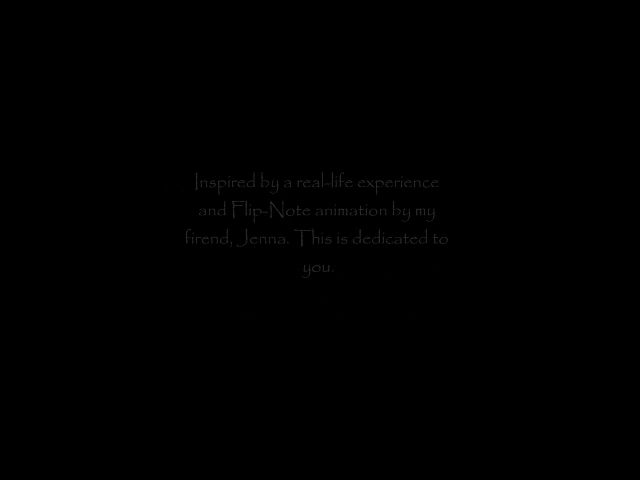 Inspired by a real-life experience
and Flip-Note animation by my
firend, Jenna. This is dedicated to
you.